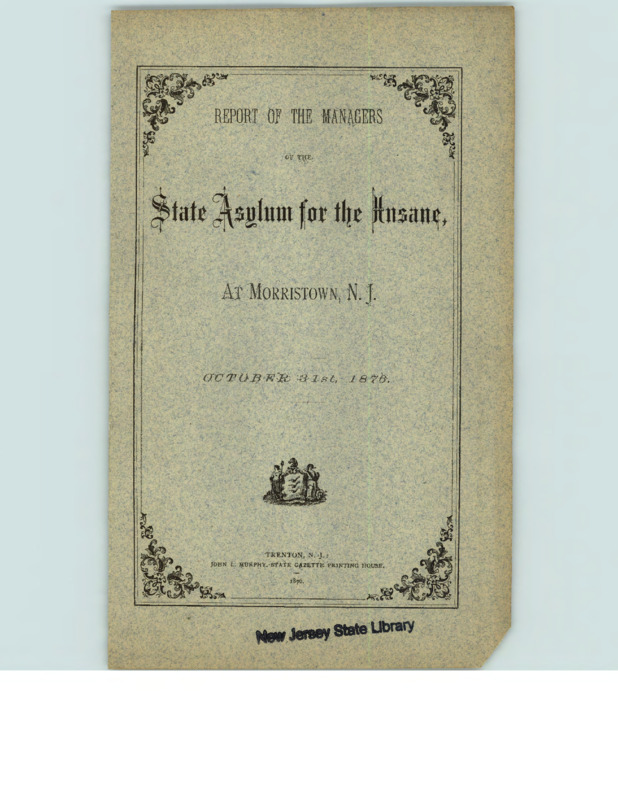 REPORT OF THE MANAGERS
OF THE
State Asylum for the Insane,
AT MORRISTOWN, N. J.
OCTOBER 31st, 1876.
TRENTON, N. J.:
JOHN L. MURPHY, STATE GAZETTE PRINTING HOUSE.
1876.
New Jersey State Library